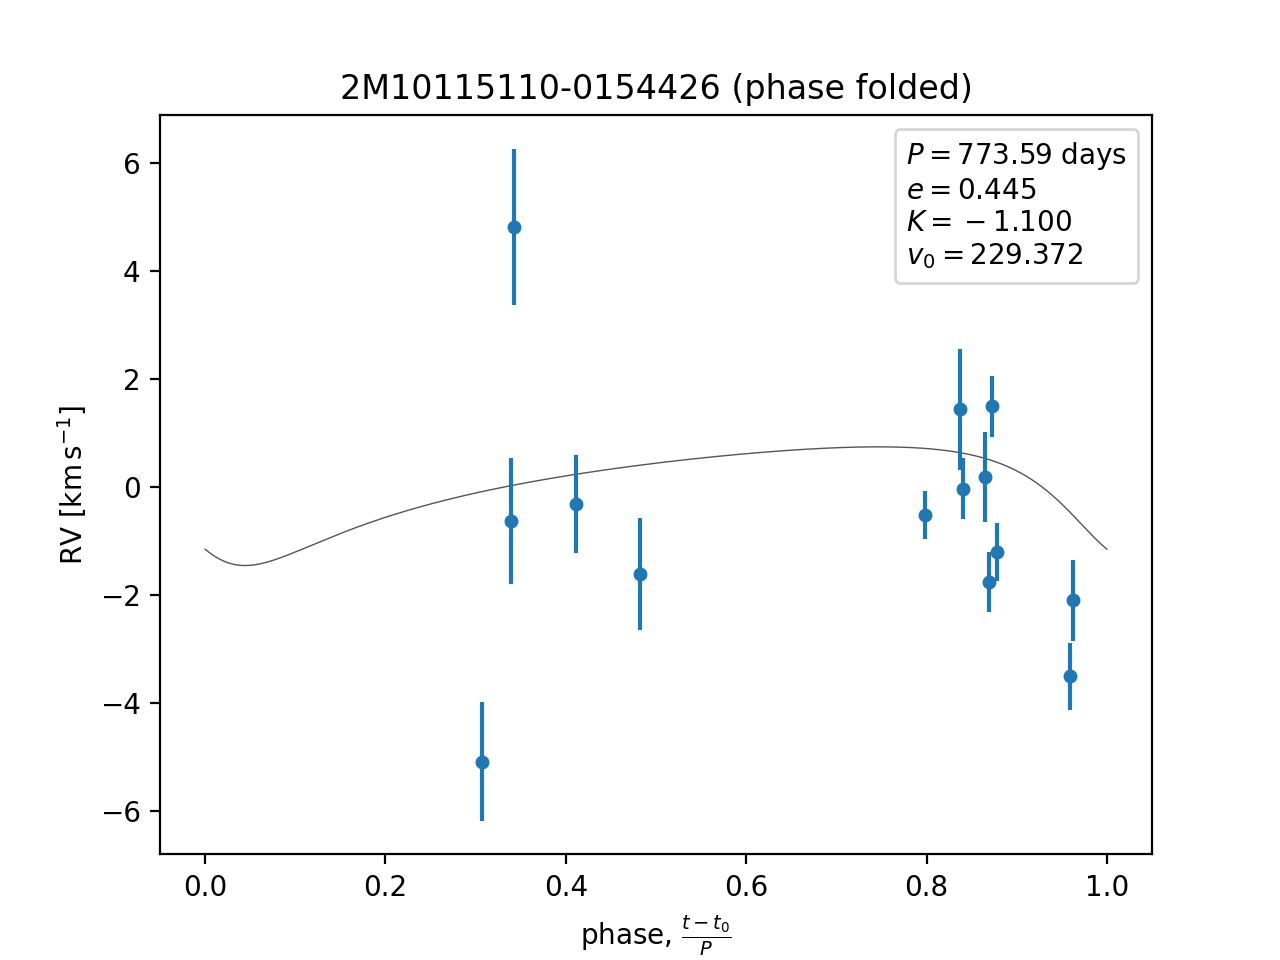 2M10115110-0154426 (phase folded)
P = 773.59 days
e = 0.445
K = −1.100
v₀ = 229.372
6
4
2
0
−2
−4
−6
RV [km s⁻¹]
0.0 0.2 0.4 0.6 0.8 1.0
phase, (t − t₀)/P